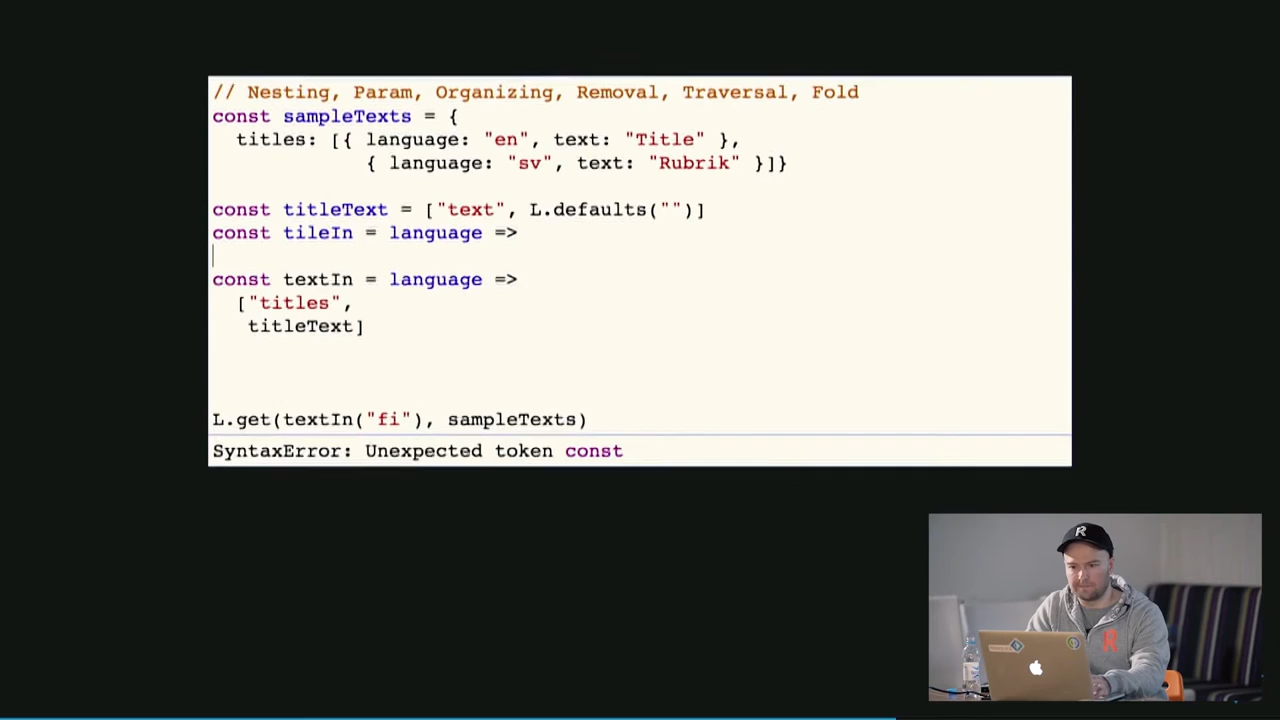 // Nesting, Param, Organizing, Removal, Traversal, Fold
const sampleTexts = {
  titles: [{ language: "en", text: "Title" },
             { language: "sv", text: "Rubrik" }]}
const titleText = ["text", L.defaults("")]
const tileIn = language =>
const textIn = language =>
  ["titles",
   titleText]
L.get(textIn("fi"), sampleTexts)
SyntaxError: Unexpected token const
R
R